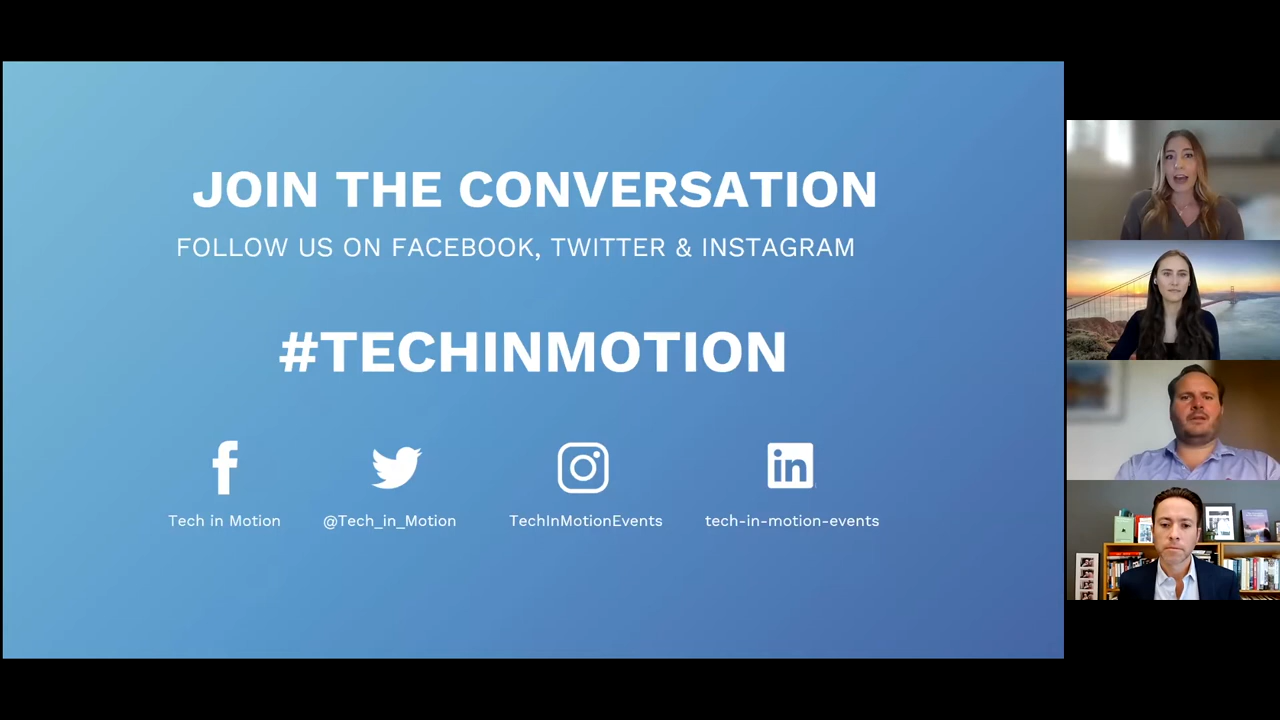 JOIN THE CONVERSATION
FOLLOW US ON FACEBOOK, TWITTER & INSTAGRAM
#TECHINMOTION
Tech in Motion
@Tech_in_Motion
TechInMotionEvents
tech-in-motion-events